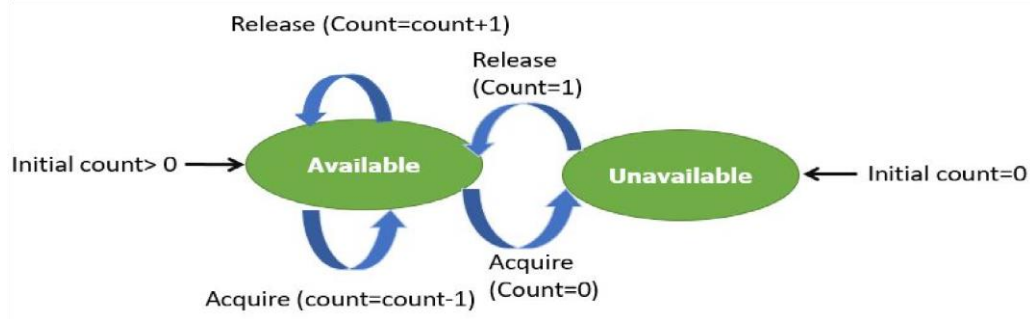 Release (Count=count+1)
Release
(Count=1)
Initial count> 0
Available
Unavailable
Initial count=0
Acquire
(Count=0)
Acquire (count=count-1)